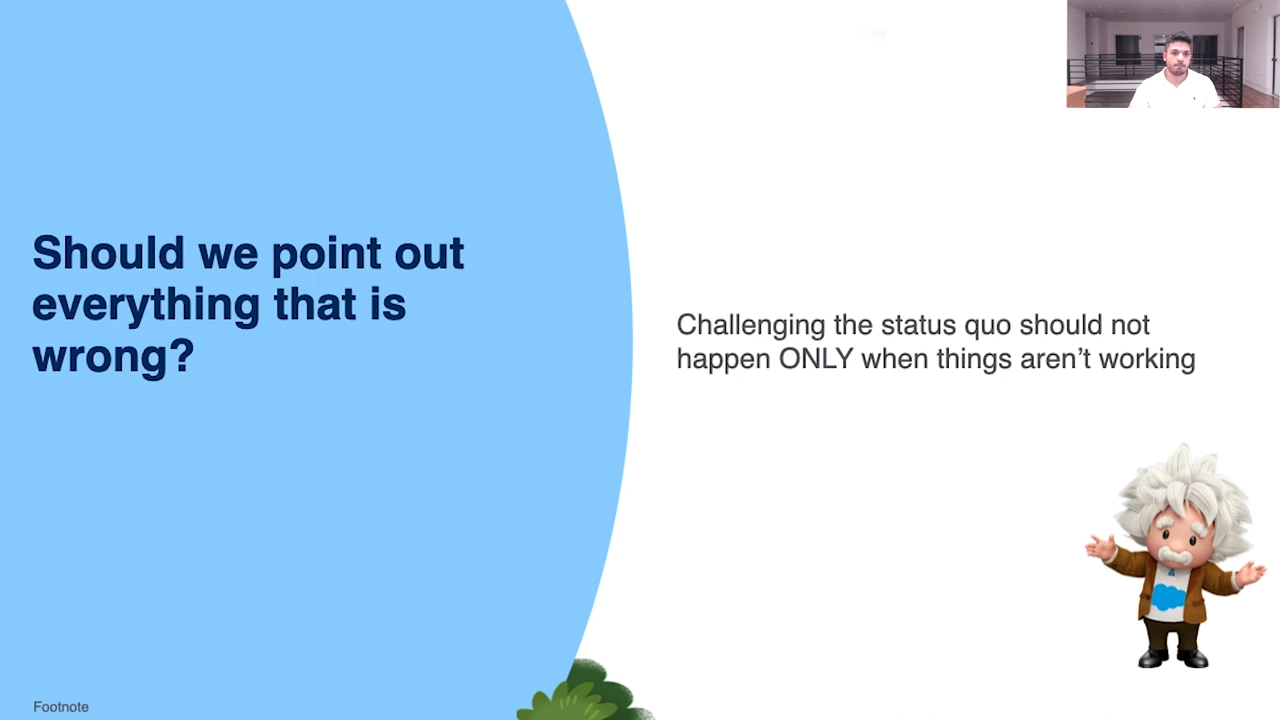 Should we point out
everything that is
wrong?
Challenging the status quo should not
happen ONLY when things aren’t working
Footnote